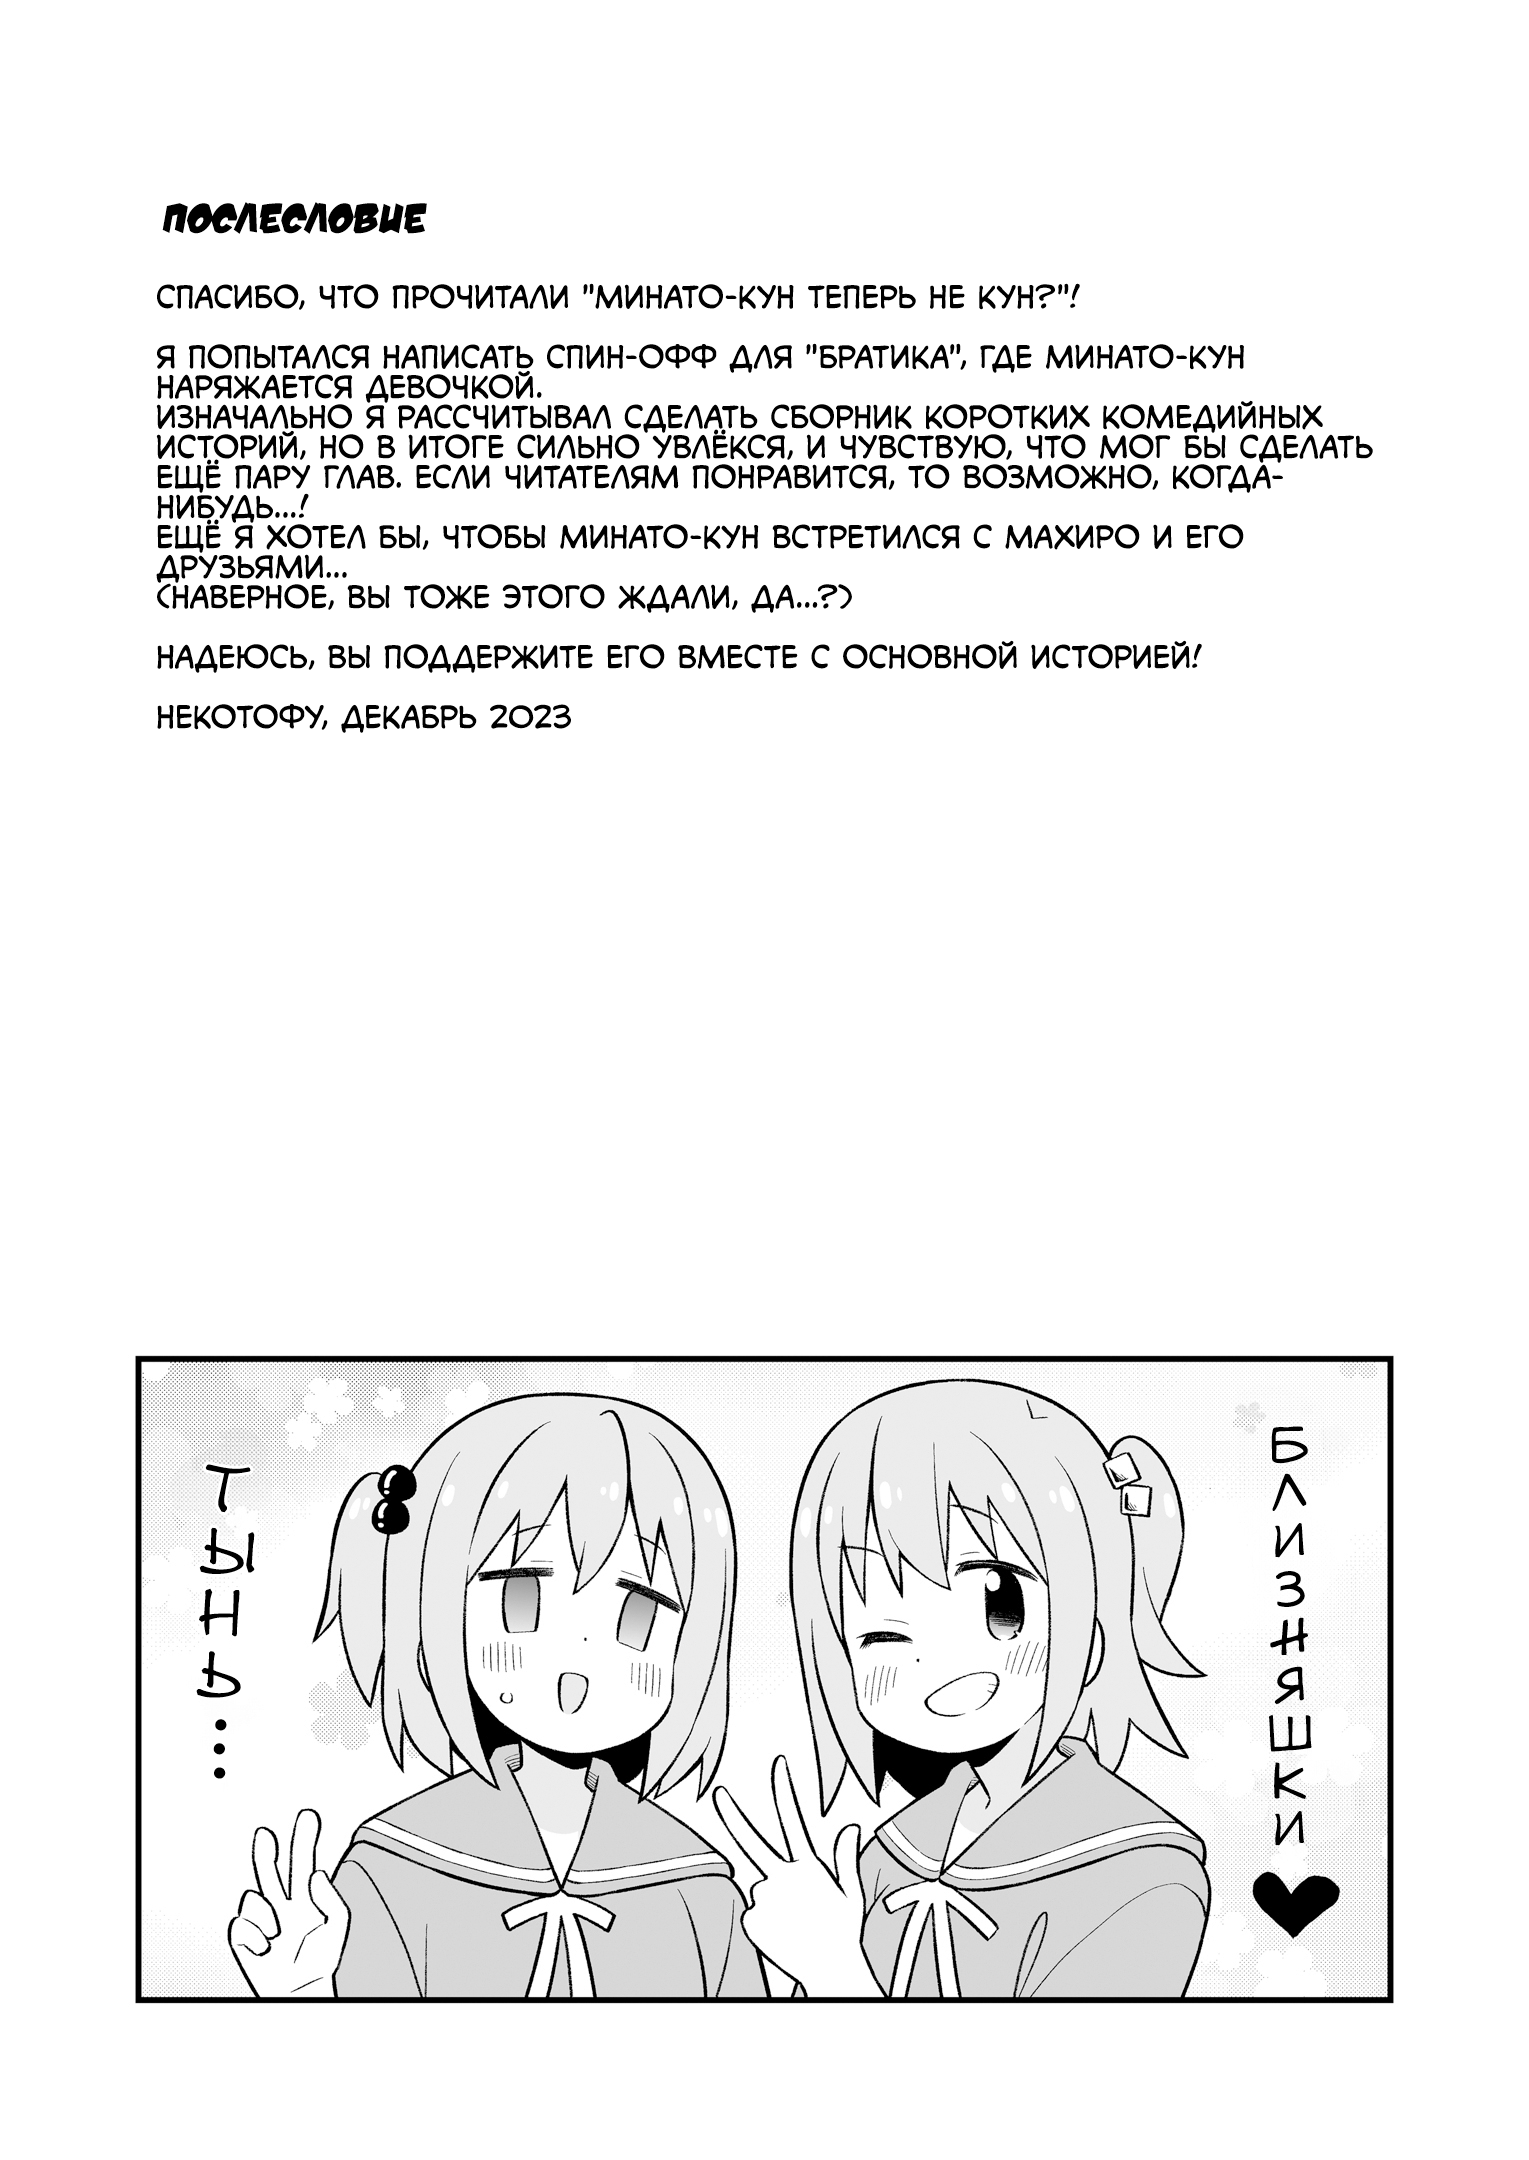 ПОСЛЕСЛОВИЕ
СПАСИБО, ЧТО ПРОЧИТАЛИ "МИНАТО-КУН ТЕПЕРЬ НЕ КУН?"!
Я ПОПЫТАЛСЯ НАПИСАТЬ СПИН-ОФФ ДЛЯ "БРАТИКА", ГДЕ МИНАТО-КУН
НАРЯЖАЕТСЯ ДЕВОЧКОЙ.
ИЗНАЧАЛЬНО Я РАССЧИТЫВАЛ СДЕЛАТЬ СБОРНИК КОРОТКИХ КОМЕДИЙНЫХ
ИСТОРИЙ, НО В ИТОГЕ СИЛЬНО УВЛЁКСЯ, И ЧУВСТВУЮ, ЧТО МОГ БЫ СДЕЛАТЬ
ЕЩЁ ПАРУ ГЛАВ. ЕСЛИ ЧИТАТЕЛЯМ ПОНРАВИТСЯ, ТО ВОЗМОЖНО, КОГДА-
НИБУДЬ...!
ЕЩЁ Я ХОТЕЛ БЫ, ЧТОБЫ МИНАТО-КУН ВСТРЕТИЛСЯ С МАХИРО И ЕГО
ДРУЗЬЯМИ...
(НАВЕРНОЕ, ВЫ ТОЖЕ ЭТОГО ЖДАЛИ, ДА...?)
НАДЕЮСЬ, ВЫ ПОДДЕРЖИТЕ ЕГО ВМЕСТЕ С ОСНОВНОЙ ИСТОРИЕЙ!
НЕКОТОФУ, ДЕКАБРЬ 2023
БЛИЗНЯШКИ♥
ТЫНЬ...